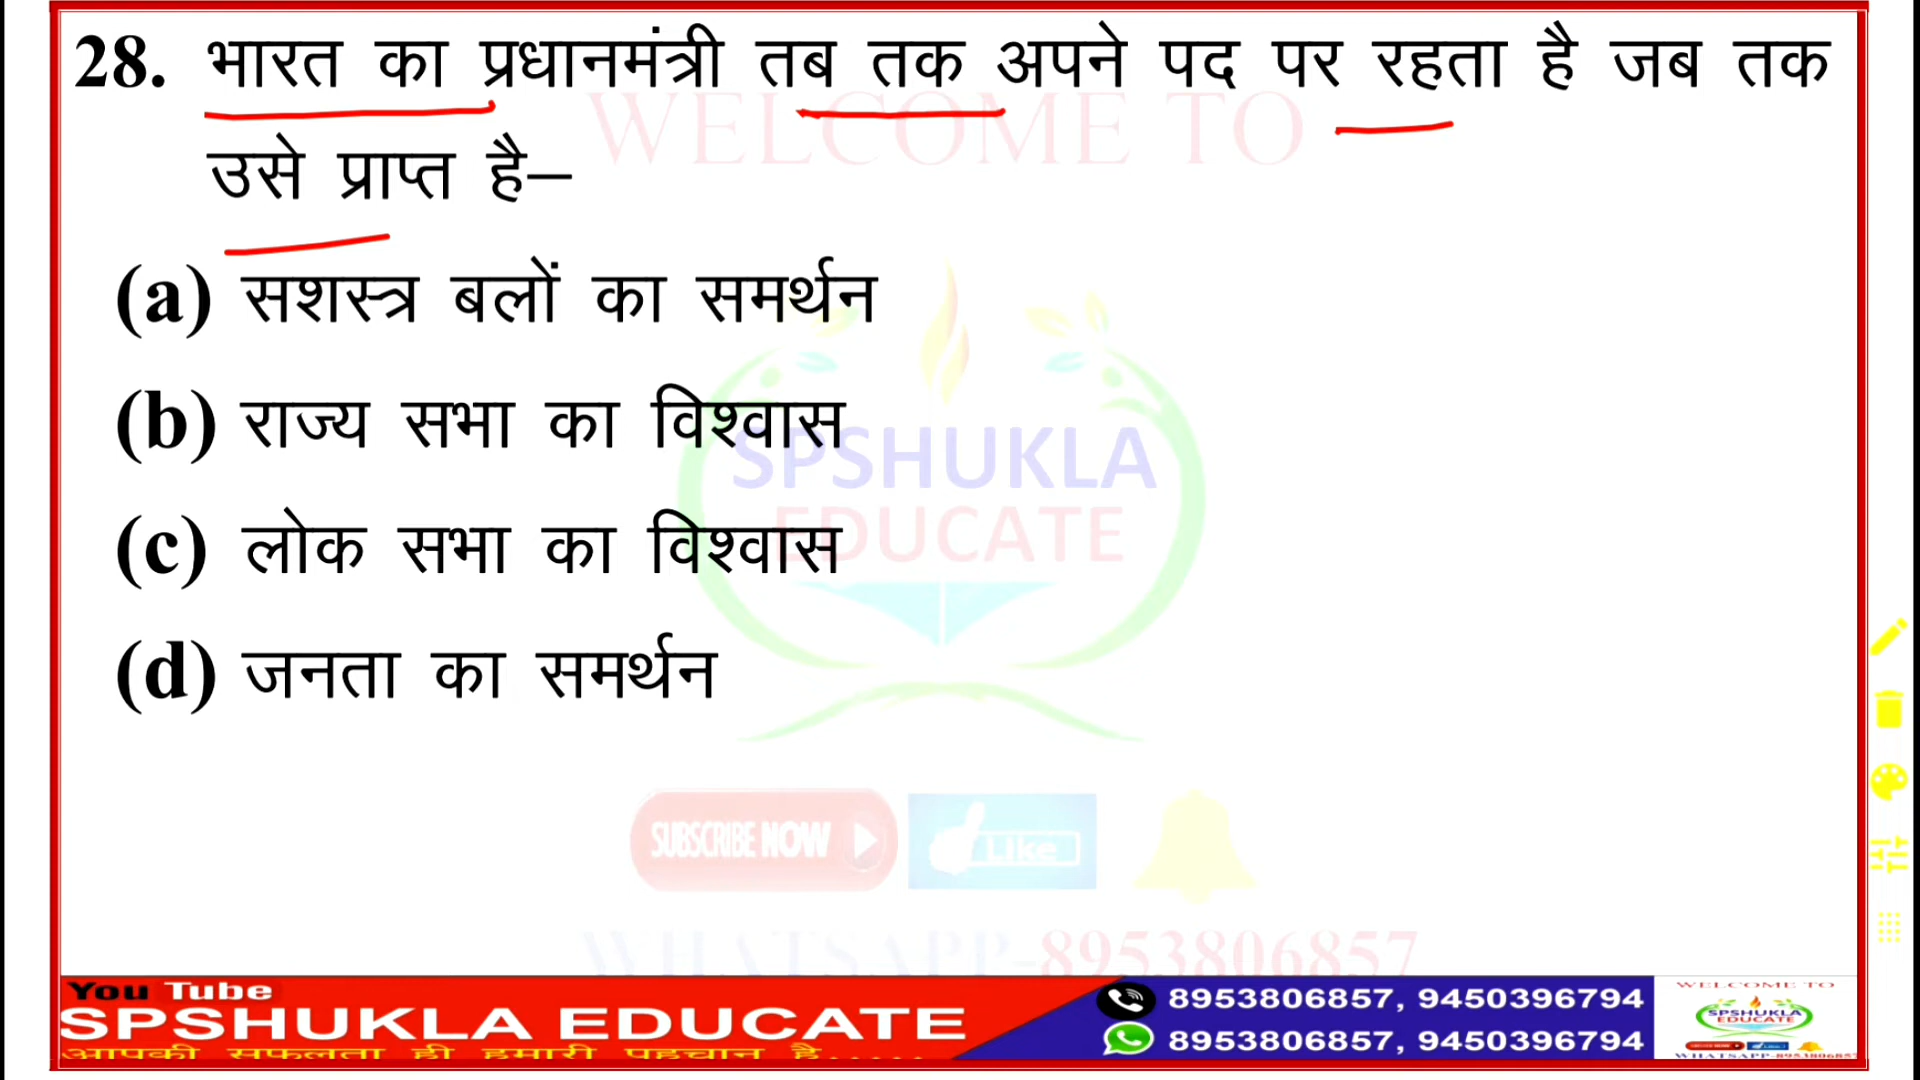 28. भारत का प्रधानमंत्री तब तक अपने पद पर रहता है जब तक
उसे प्राप्त है–
(a) सशस्त्र बलों का समर्थन
(b) राज्य सभा का विश्वास
(c) लोक सभा का विश्वास
(d) जनता का समर्थन
WELCOME TO
SPSHUKLA
EDUCATE
SUBSCRIBE NOW
Like
WHATSAPP-8953806857
You Tube
SPSHUKLA EDUCATE
आपकी सफलता ही हमारी पहचान है.....
8953806857, 9450396794
8953806857, 9450396794
WELCOME TO
SPSHUKLA
EDUCATE
WHATSAPP-8953806857